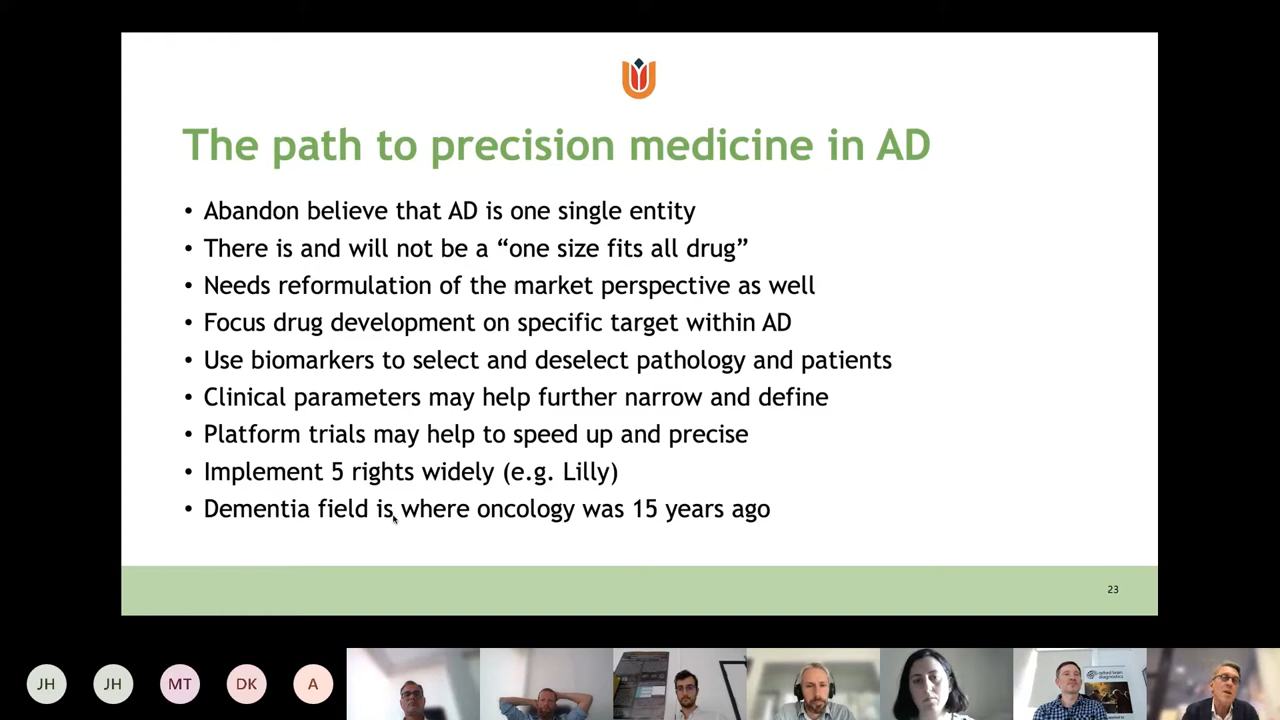 The path to precision medicine in AD
• Abandon believe that AD is one single entity
• There is and will not be a “one size fits all drug”
• Needs reformulation of the market perspective as well
• Focus drug development on specific target within AD
• Use biomarkers to select and deselect pathology and patients
• Clinical parameters may help further narrow and define
• Platform trials may help to speed up and precise
• Implement 5 rights widely (e.g. Lilly)
• Dementia field is where oncology was 15 years ago
23
JH
JH
MT
DK
A
oxford brain
diagnostics